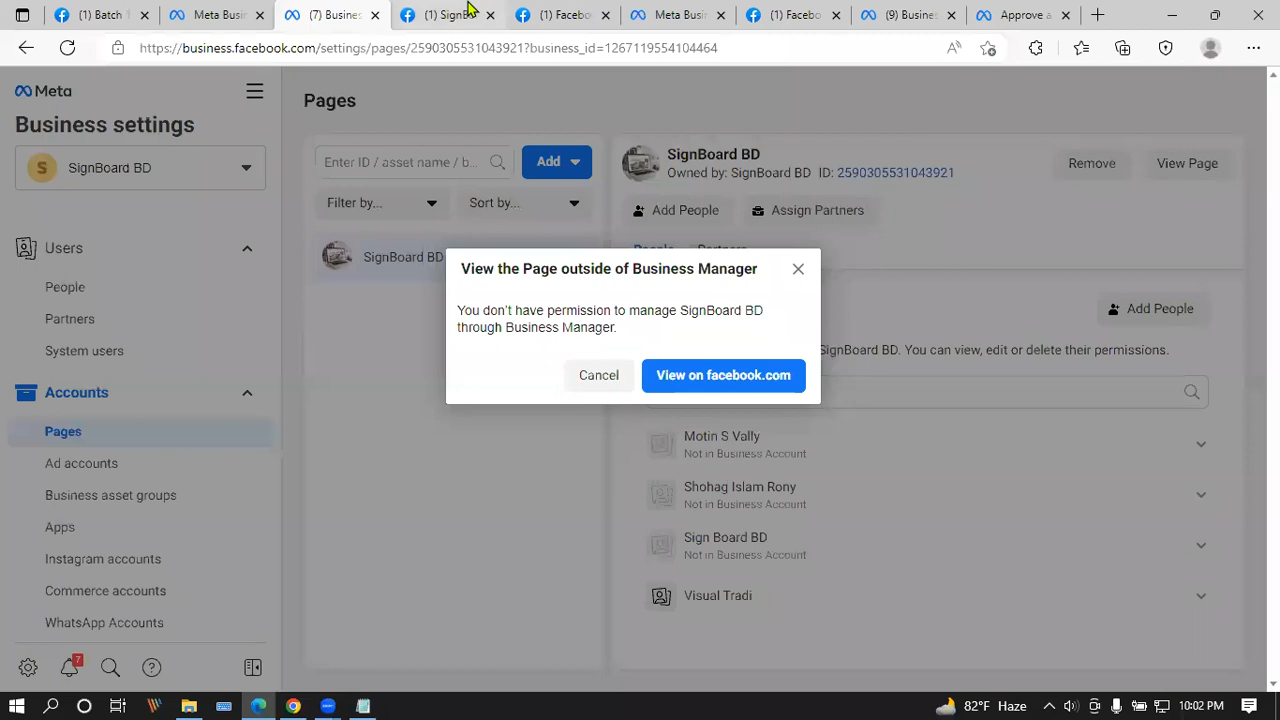 (1) Batch
Meta Busin
(7) Busines
(1) SignB
(1) Facebo
Meta Busin
(1) Facebo
(9) Busines
Approve a
https://business.facebook.com/settings/pages/2590305531043921?business_id=1267119554104464
Meta
Business settings
S SignBoard BD
Users
People
Partners
System users
Accounts
Pages
Ad accounts
Business asset groups
Apps
Instagram accounts
Commerce accounts
WhatsApp Accounts
7
Pages
Enter ID / asset name / b...
Add
Filter by...
Sort by...
SignBoard BD
SignBoard BD
Owned by: SignBoard BD ID: 2590305531043921
Remove
View Page
Add People
Assign Partners
View the Page outside of Business Manager
You don't have permission to manage SignBoard BD
through Business Manager.
Cancel
View on facebook.com
Add People
SignBoard BD. You can view, edit or delete their permissions.
Motin S Vally
Not in Business Account
Shohag Islam Rony
Not in Business Account
Sign Board BD
Not in Business Account
Visual Tradi
82°F Haze
10:02 PM